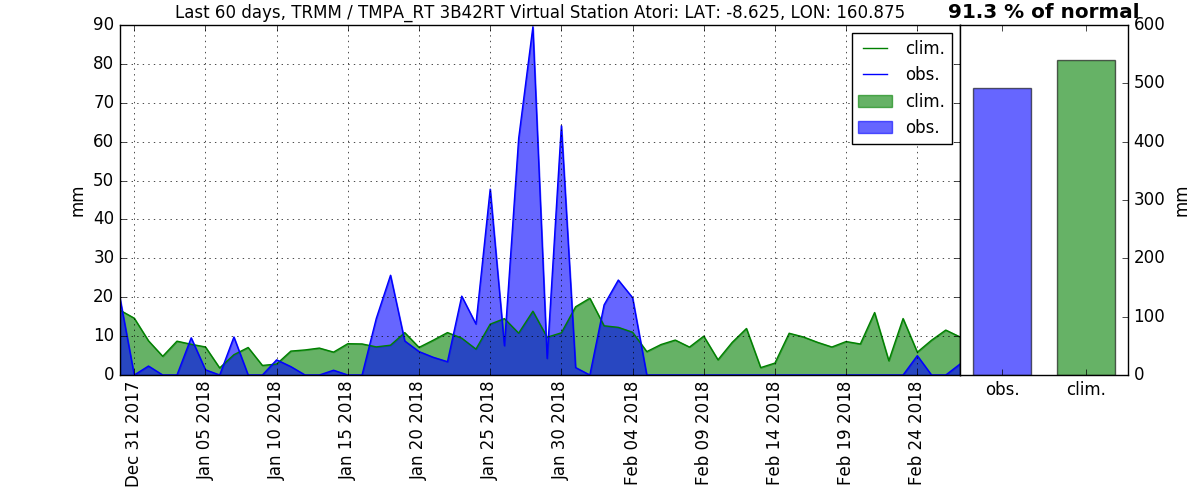 Last 60 days, TRMM / TMPA_RT 3B42RT Virtual Station Atori: LAT: -8.625, LON: 160.875
91.3 % of normal
90
80
70
60
50
40
30
20
10
0
mm
clim.
obs.
clim.
obs.
Dec 31 2017
Jan 05 2018
Jan 10 2018
Jan 15 2018
Jan 20 2018
Jan 25 2018
Jan 30 2018
Feb 04 2018
Feb 09 2018
Feb 14 2018
Feb 19 2018
Feb 24 2018
600
500
400
300
200
100
0
mm
obs.
clim.